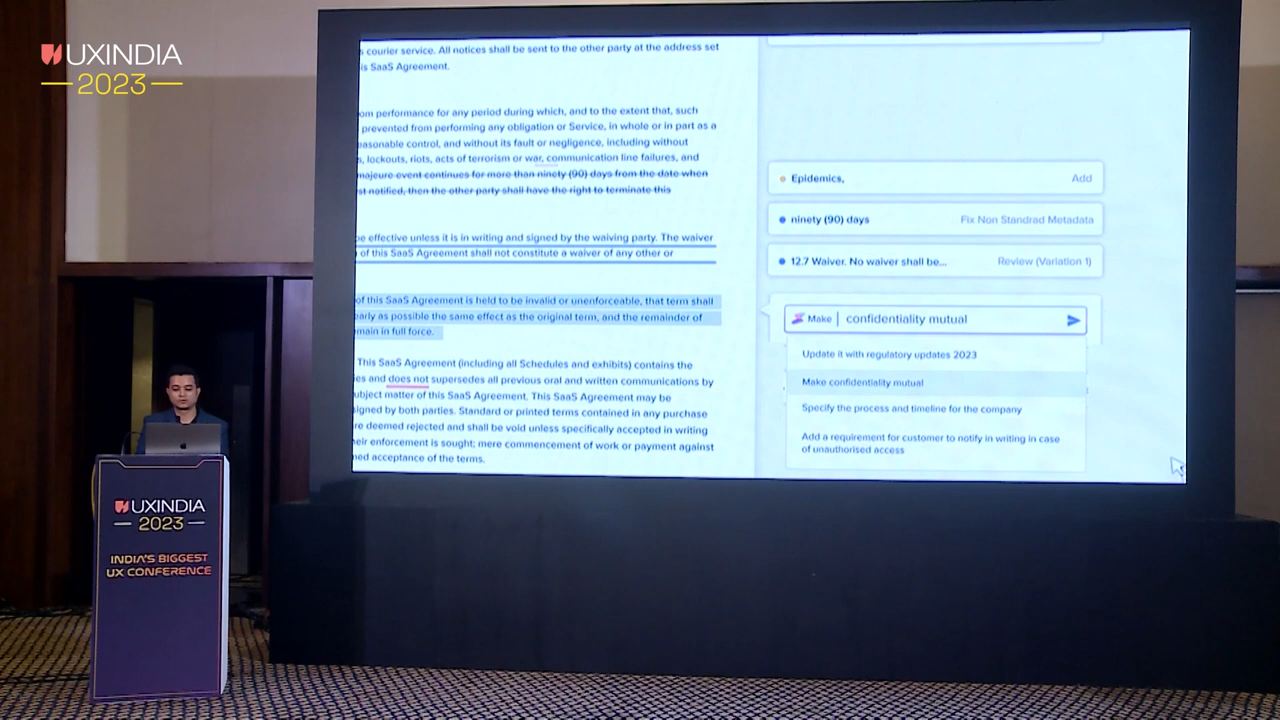 UXINDIA
2023
s courier service. All notices shall be sent to the other party at the address set
is SaaS Agreement.
om performance for any period during which, and to the extent that, such
prevented from performing any obligation or Service, in whole or in part as a
easonable control, and without its fault or negligence, including without
s, lockouts, riots, acts of terrorism or war, communication line failures, and
majeure event continues for more than ninety (90) days from the date when
st notified, then the other party shall have the right to terminate this
be effective unless it is in writing and signed by the waiving party. The waiver
of this SaaS Agreement shall not constitute a waiver of any other or
of this SaaS Agreement is held to be invalid or unenforceable, that term shall
early as possible the same effect as the original term, and the remainder of
main in full force.
This SaaS Agreement (including all Schedules and exhibits) contains the
ies and does not supersedes all previous oral and written communications by
ubject matter of this SaaS Agreement. This SaaS Agreement may be
signed by both parties. Standard or printed terms contained in any purchase
re deemed rejected and shall be void unless specifically accepted in writing
heir enforcement is sought; mere commencement of work or payment against
ned acceptance of the terms.
Epidemics, Add
ninety (90) days Fix Non Standrad Metadata
12.7 Waiver. No waiver shall be... Review (Variation 1)
Make confidentiality mutual
Update it with regulatory updates 2023
Make confidentiality mutual
Specify the process and timeline for the company
Add a requirement for customer to notify in writing in case
of unauthorised access
UXINDIA
2023
INDIA'S BIGGEST
UX CONFERENCE